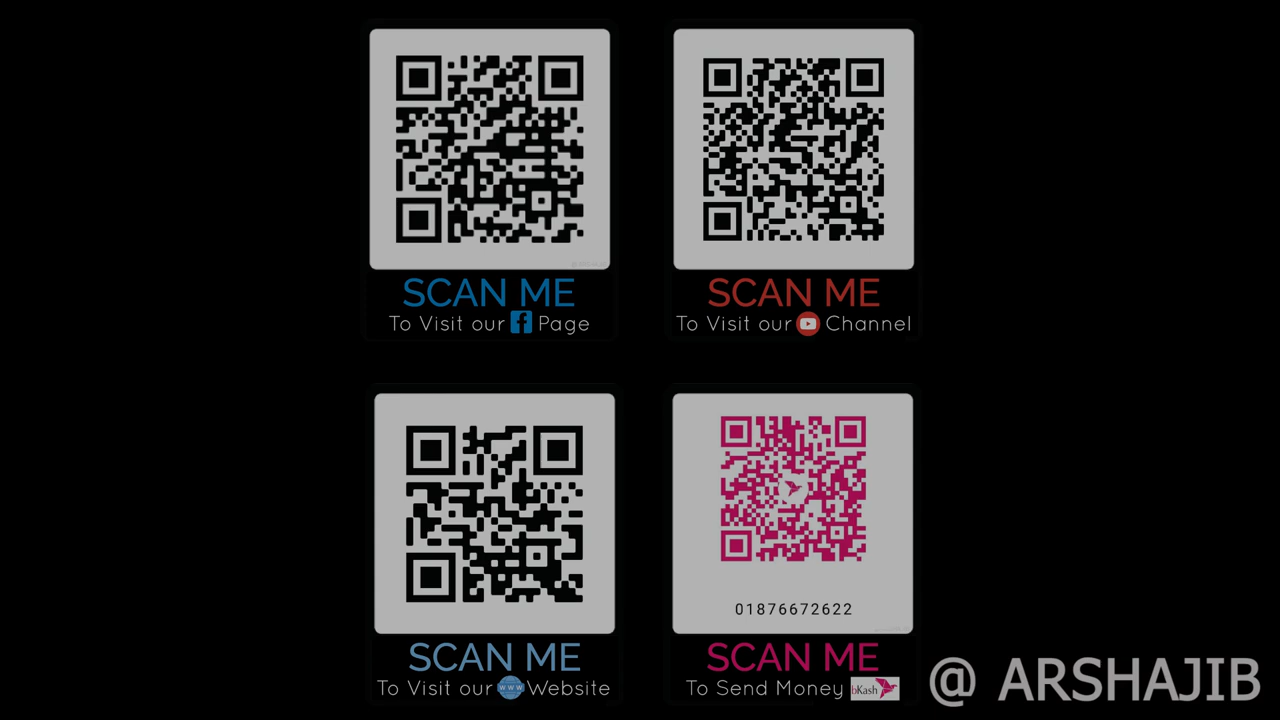 SCAN ME
To Visit our Page
SCAN ME
To Visit our Channel
SCAN ME
To Visit our WWW Website
01876672622
SCAN ME
To Send Money bKash
@ ARSHAJIB